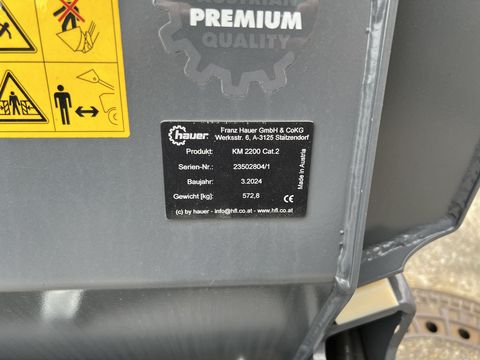 PREMIUM
QUALITY
hauer
Franz Hauer GmbH & CoKG
Werksstr. 6, A-3125 Statzendorf
Produkt: KM 2200 Cat.2
Serien-Nr.: 23502804/1
Baujahr: 3.2024
Gewicht [kg]: 572,8 CE
(c) by hauer - info@hfl.co.at - www.hfl.co.at
Made in Austria